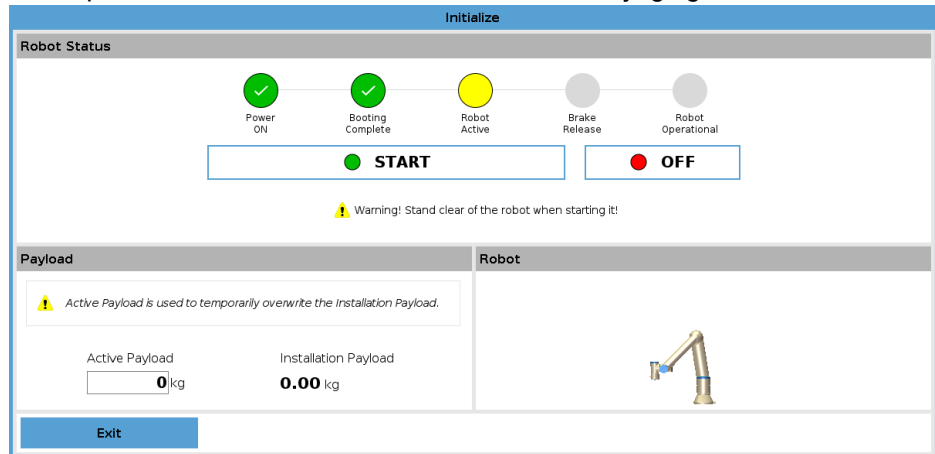 Initialize
Robot Status
Power
ON
Booting
Complete
Robot
Active
Brake
Release
Robot
Operational
START
OFF
Warning! Stand clear of the robot when starting it!
Payload
Active Payload is used to temporarily overwrite the Installation Payload.
Active Payload
Installation Payload
0 kg
0.00 kg
Robot
Exit